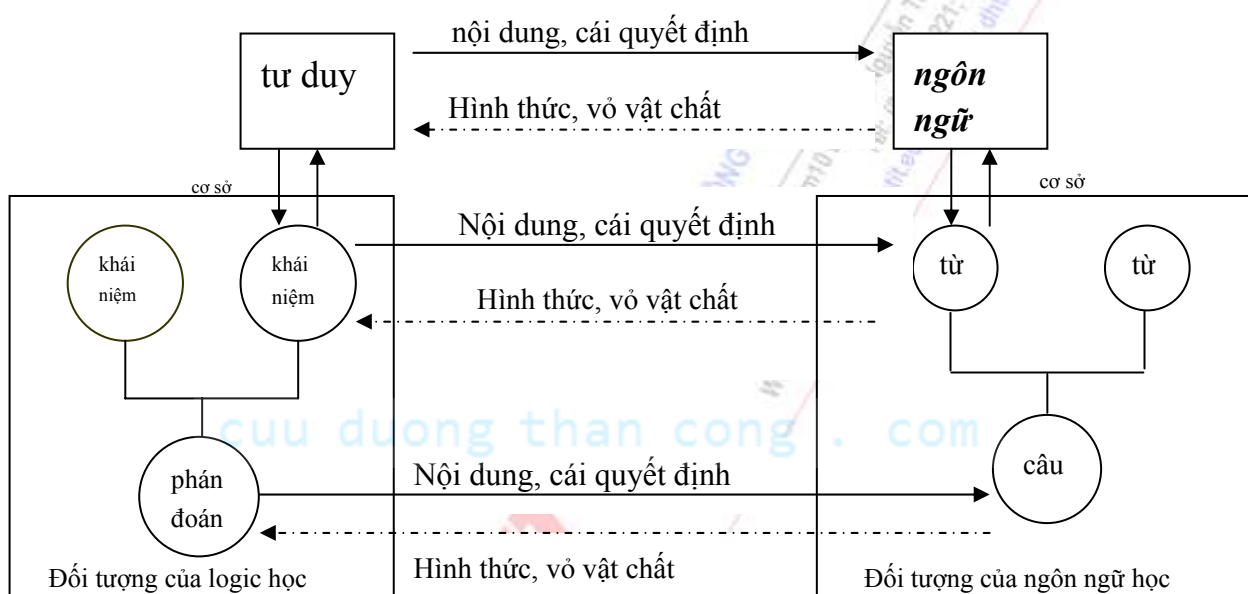 nội dung, cái quyết định
tư duy
ngôn
ngữ
Hình thức, vỏ vật chất
cơ sở
cơ sở
Nội dung, cái quyết định
khái
niệm
khái
niệm
từ
từ
Hình thức, vỏ vật chất
cuu duong than cong . com
phán
đoán
Nội dung, cái quyết định
câu
Hình thức, vỏ vật chất
Đối tượng của logic học
Đối tượng của ngôn ngữ học